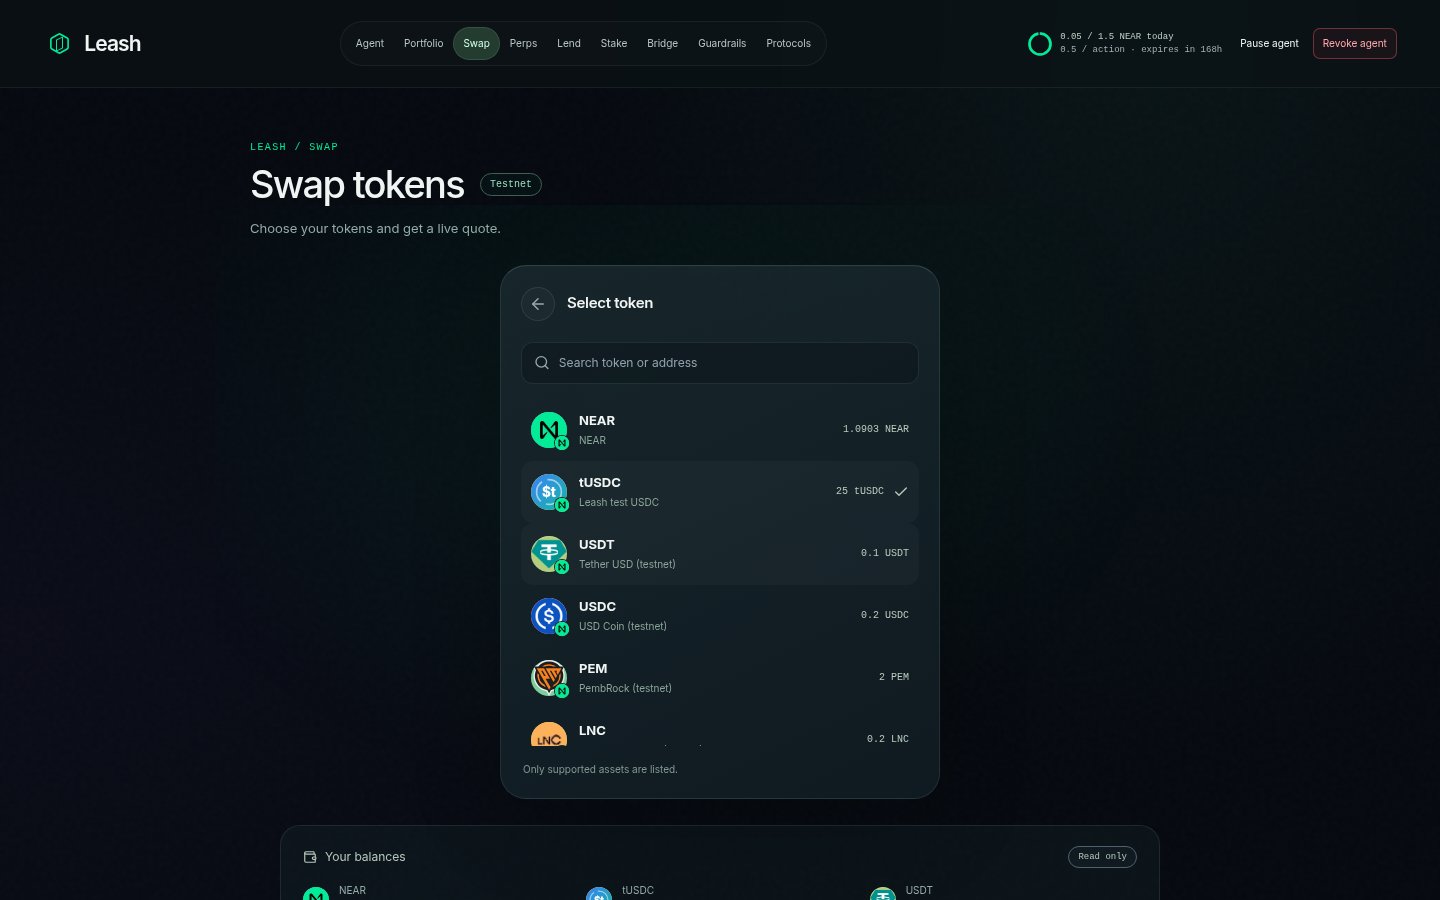 Leash
Agent
Portfolio
Swap
Perps
Lend
Stake
Bridge
Guardrails
Protocols
0.05 / 1.5 NEAR today
0.5 / action · expires in 168h
Pause agent
Revoke agent
LEASH / SWAP
Swap tokens
Testnet
Choose your tokens and get a live quote.
Select token
Search token or address
NEAR
NEAR
1.0903 NEAR
$t
tUSDC
Leash test USDC
25 tUSDC
USDT
Tether USD (testnet)
0.1 USDT
USDC
USD Coin (testnet)
0.2 USDC
PEM
PembRock (testnet)
2 PEM
LNC
LNC
0.2 LNC
Only supported assets are listed.
Your balances
Read only
NEAR
tUSDC
USDT